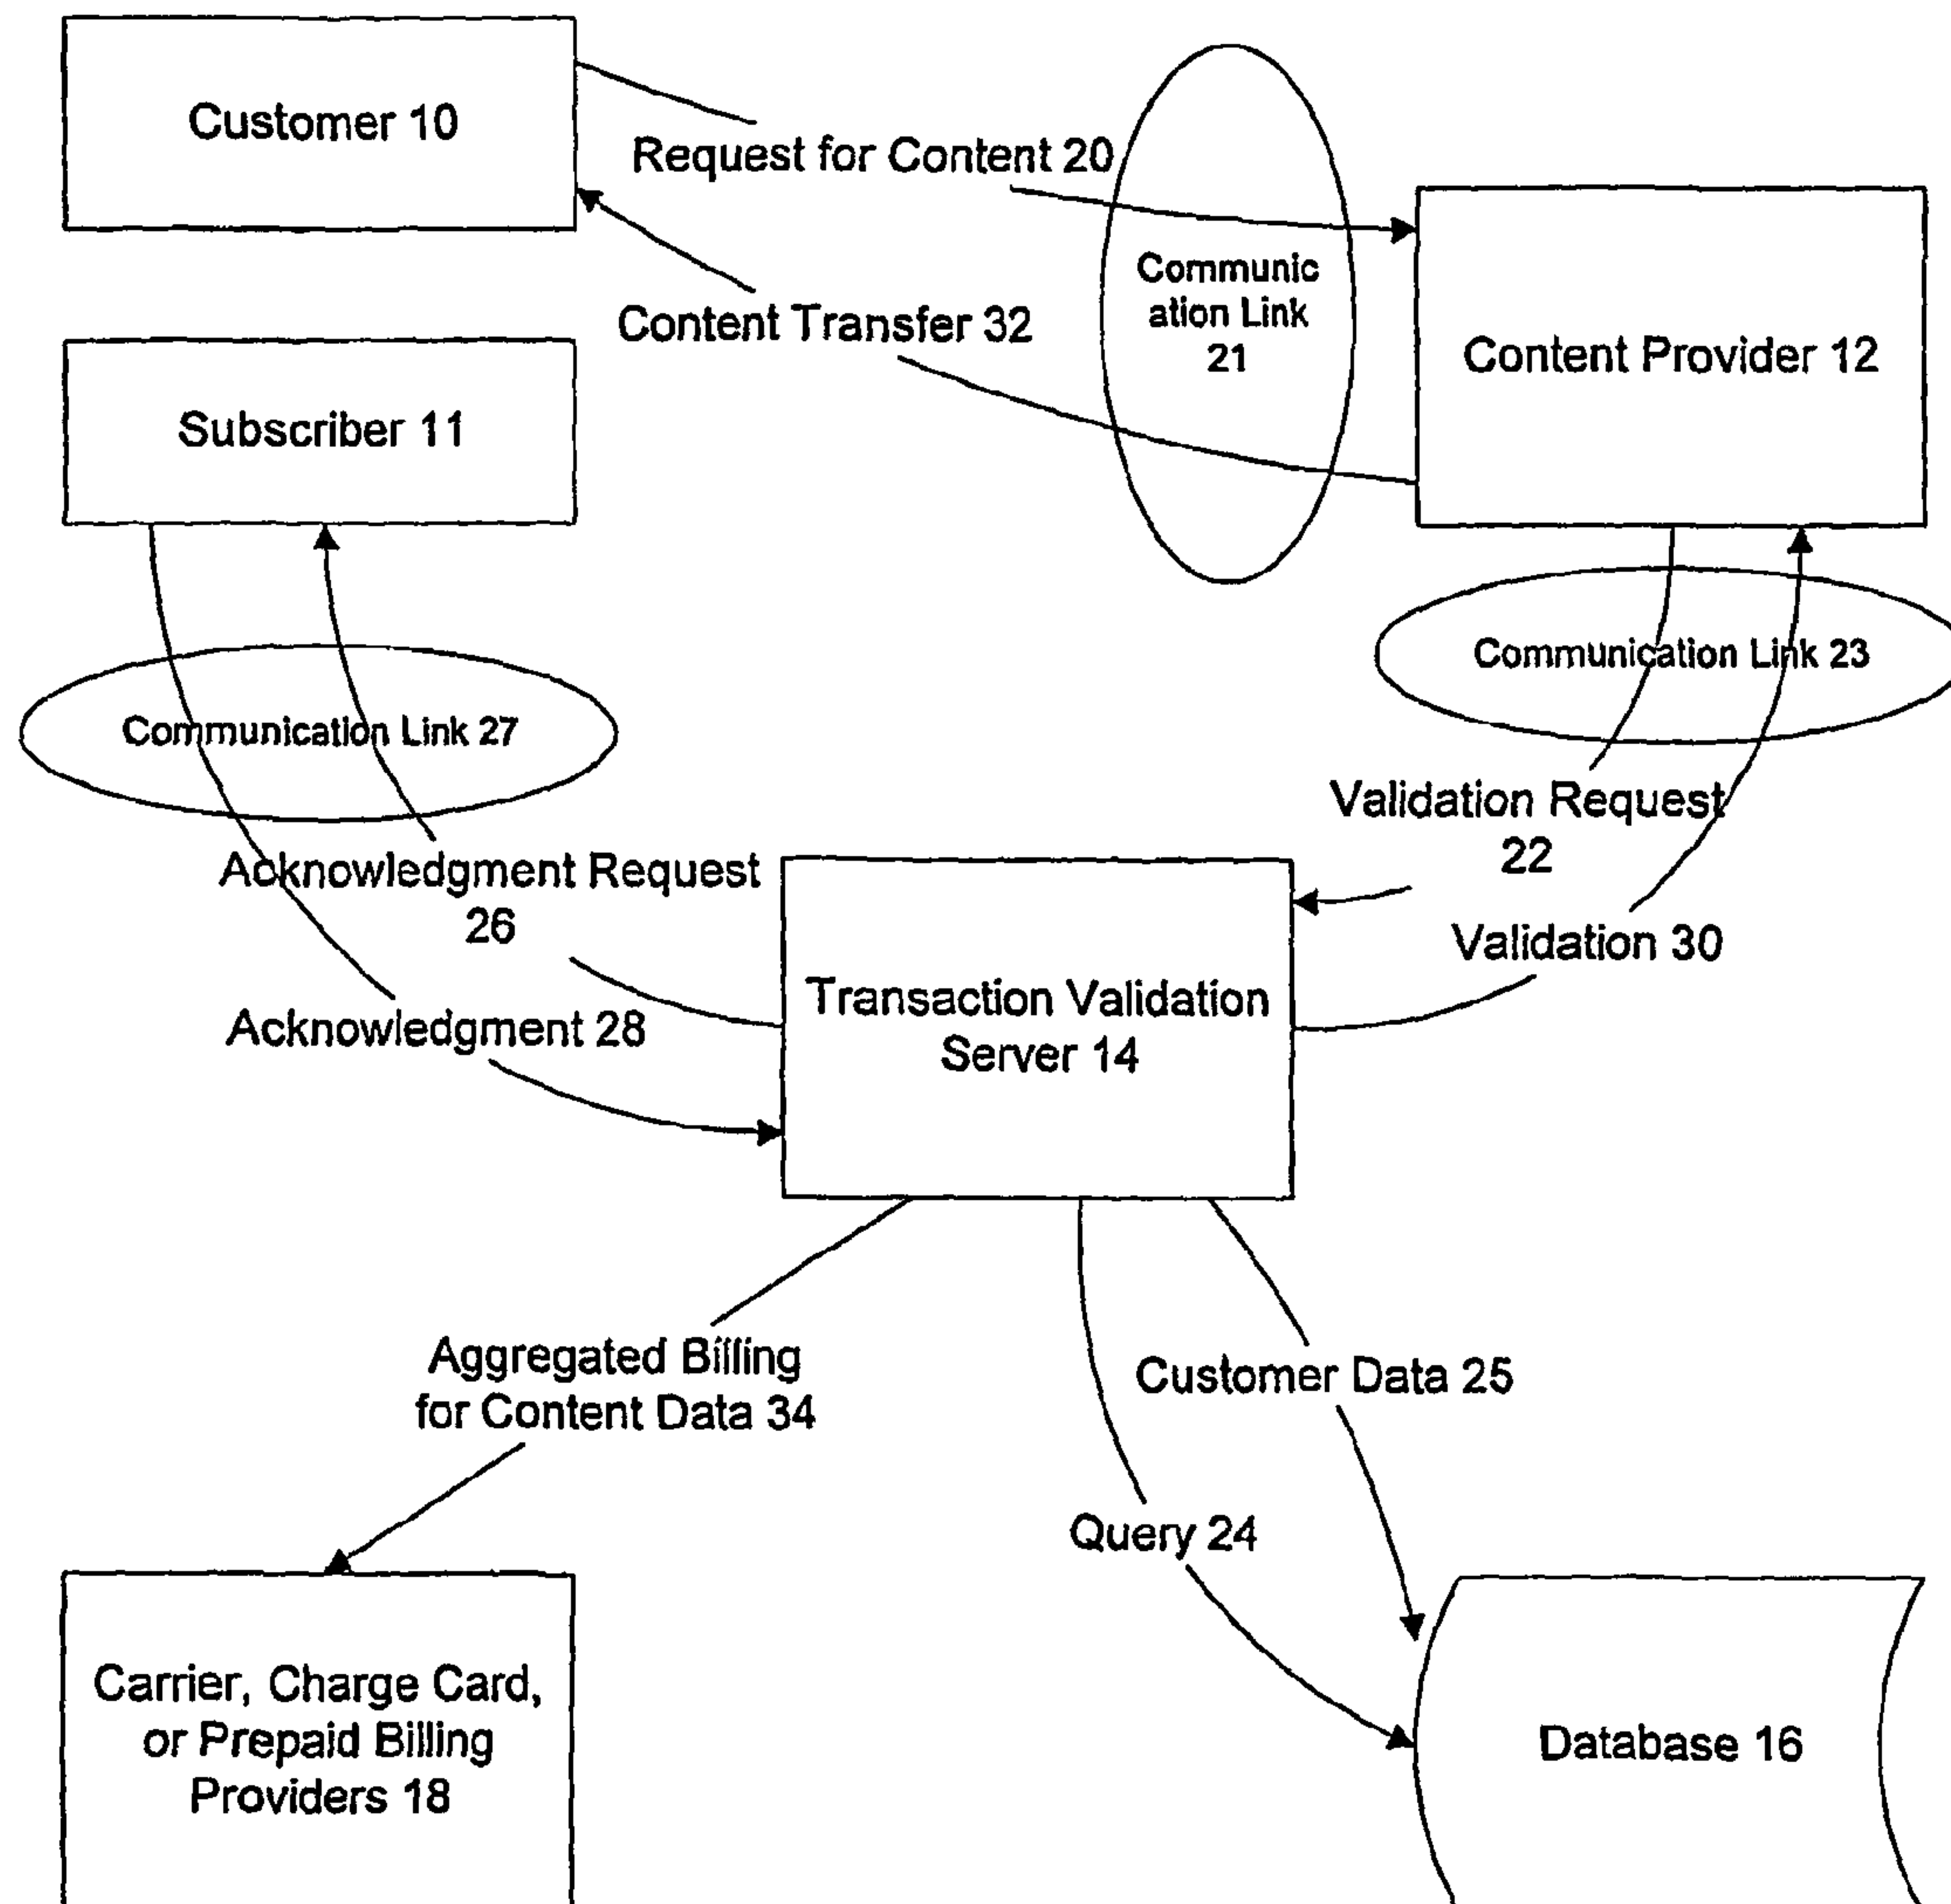 Customer 10
Request for Content 20
Communic
ation Link
21
Content Transfer 32
Content Provider 12
Subscriber 11
Communication Link 23
Communication Link 27
Validation Request
22
Acknowledgment Request
26
Validation 30
Transaction Validation
Server 14
Acknowledgment 28
Aggregated Billing
for Content Data 34
Customer Data 25
Query 24
Carrier, Charge Card,
or Prepaid Billing
Providers 18
Database 16